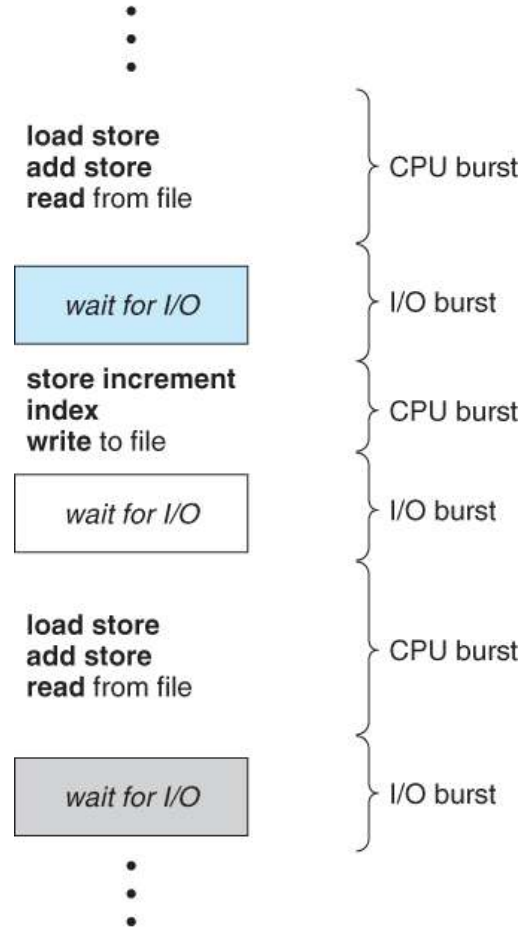 load store
add store
read from file
CPU burst
wait for I/O
I/O burst
store increment
index
write to file
CPU burst
wait for I/O
I/O burst
load store
add store
read from file
CPU burst
wait for I/O
I/O burst